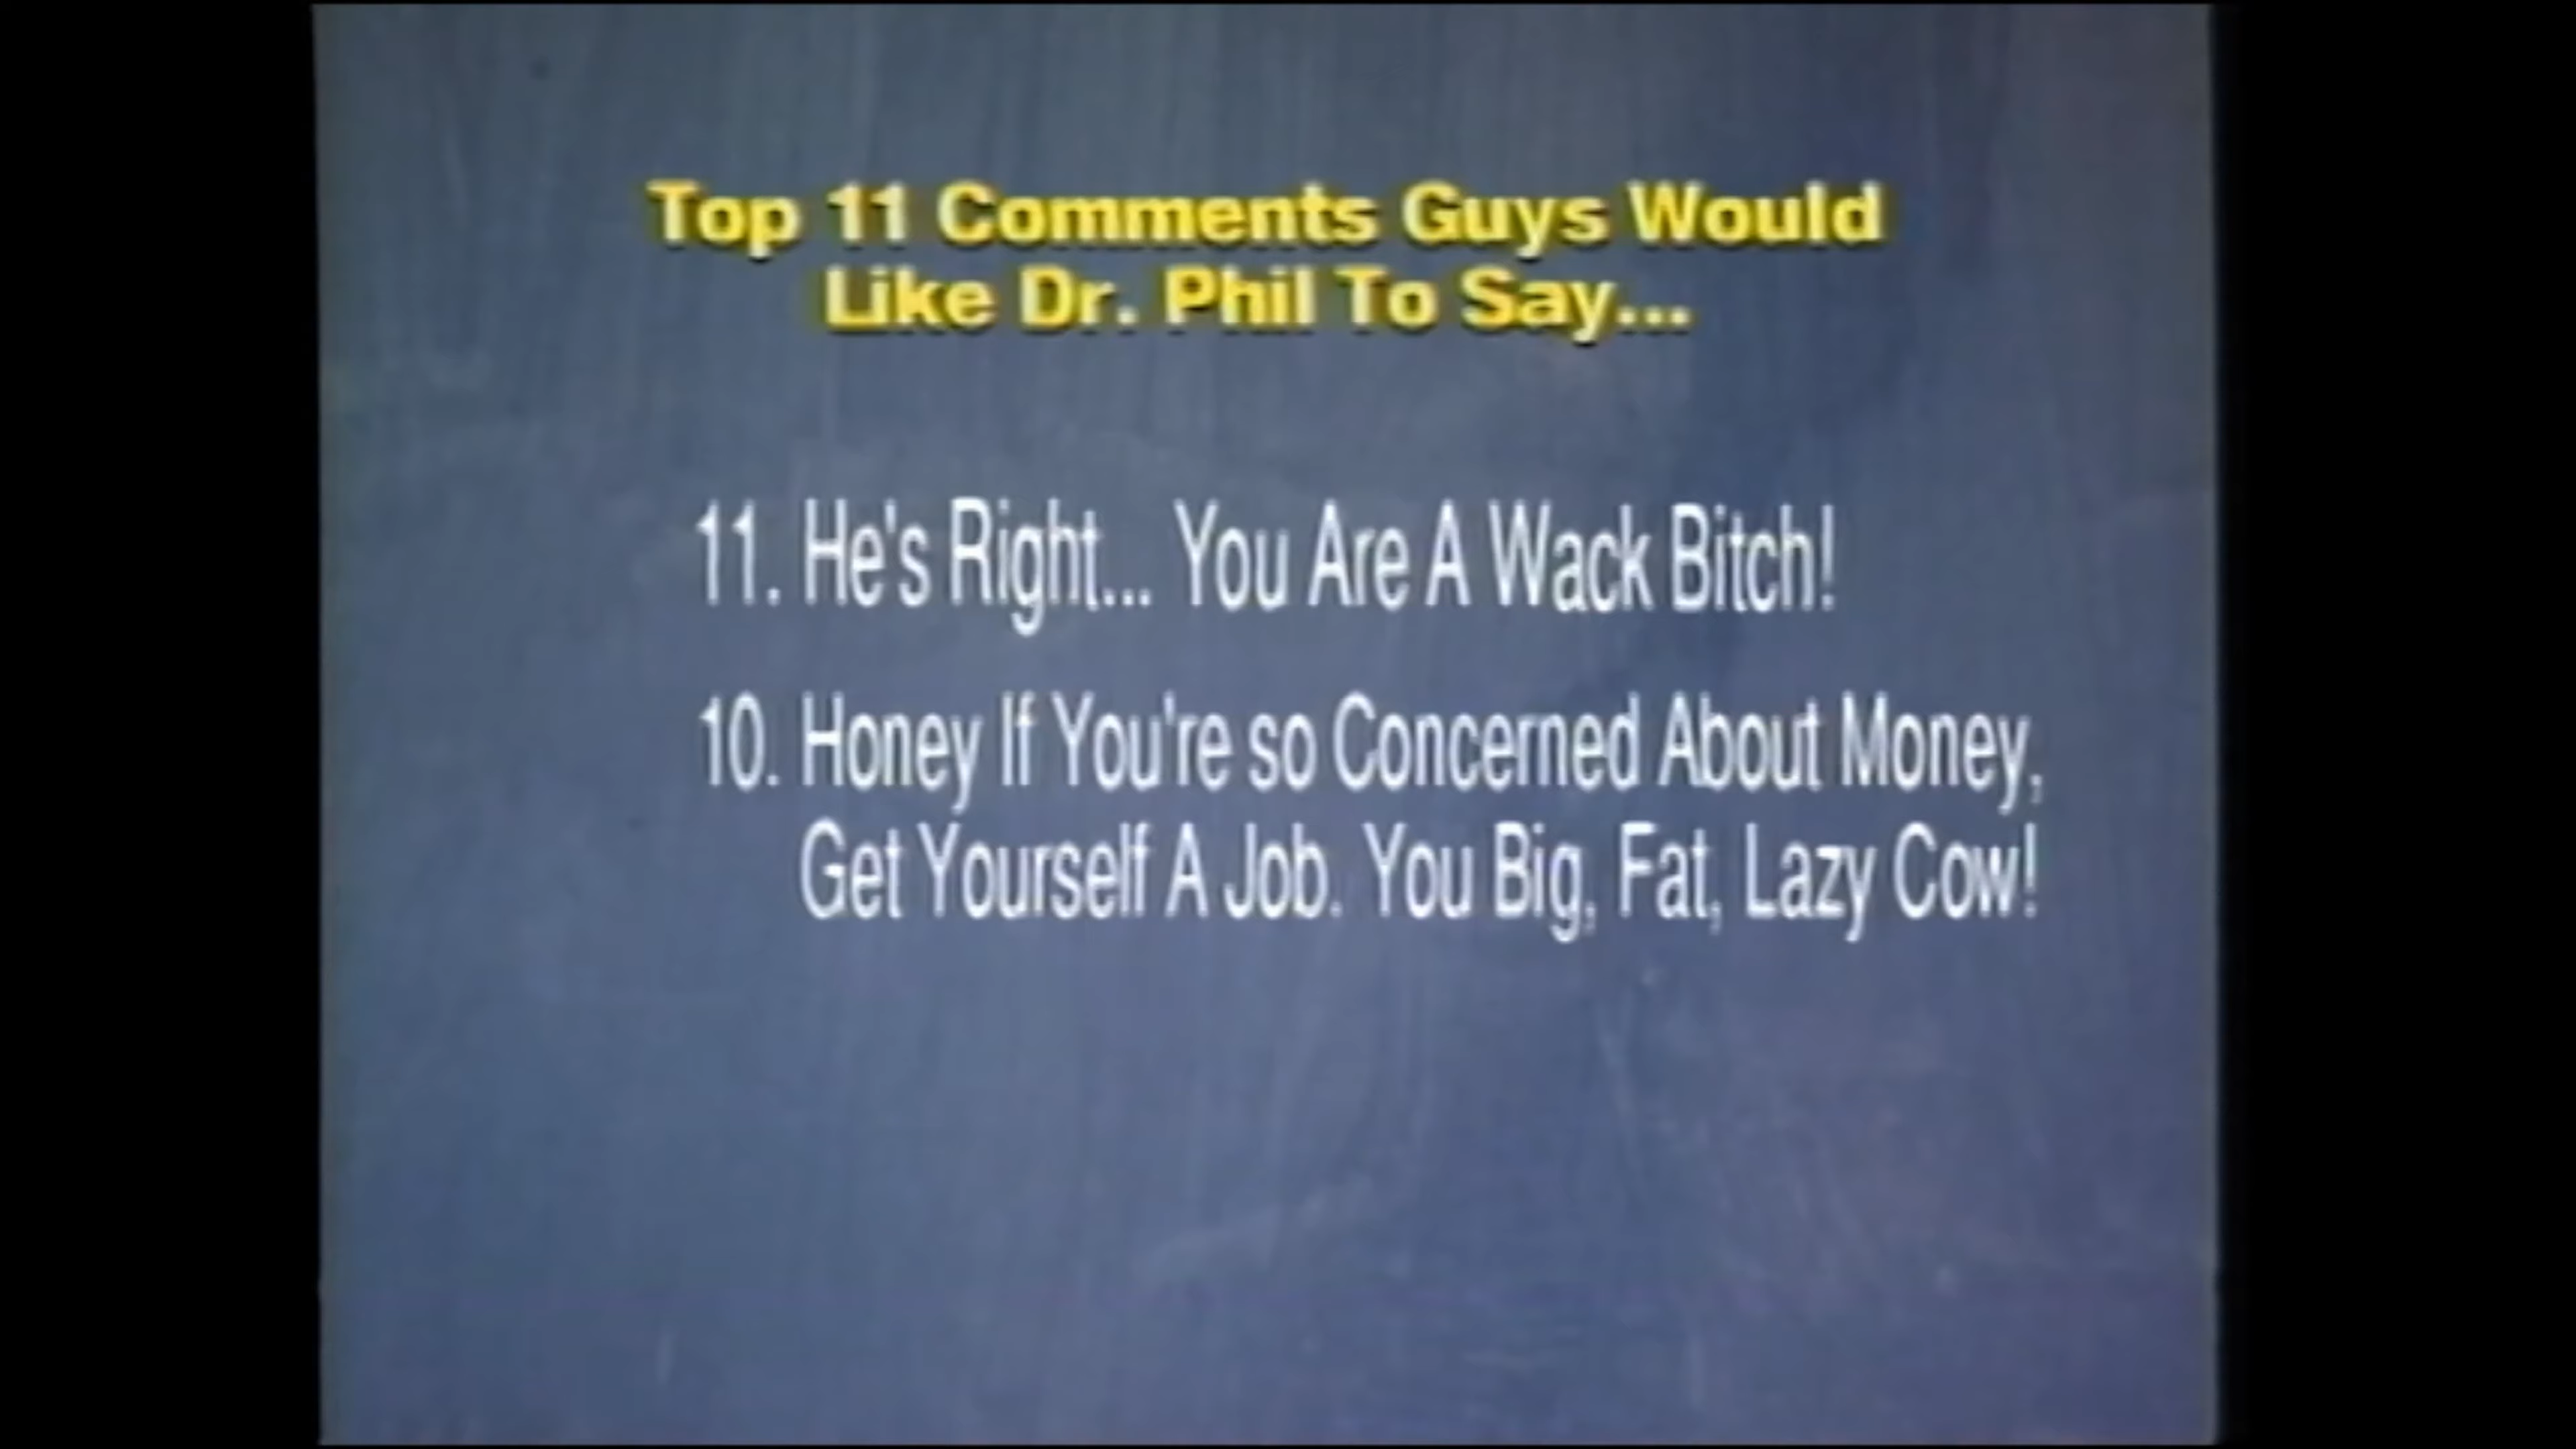 Top 11 Comments Guys Would
Like Dr. Phil To Say...
11. He's Right... You Are A Wack Bitch!
10. Honey If You're so Concerned About Money,
Get Yourself A Job. You Big, Fat, Lazy Cow!